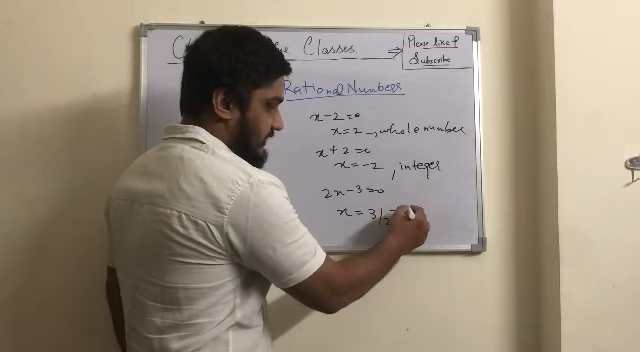 Classes
Please like &
Subscribe
Rational Numbers
x - 2 = 0
x = 2 → whole number
x + 2 = 0
x = -2 , integer
2x - 3 = 0
x = 3/2